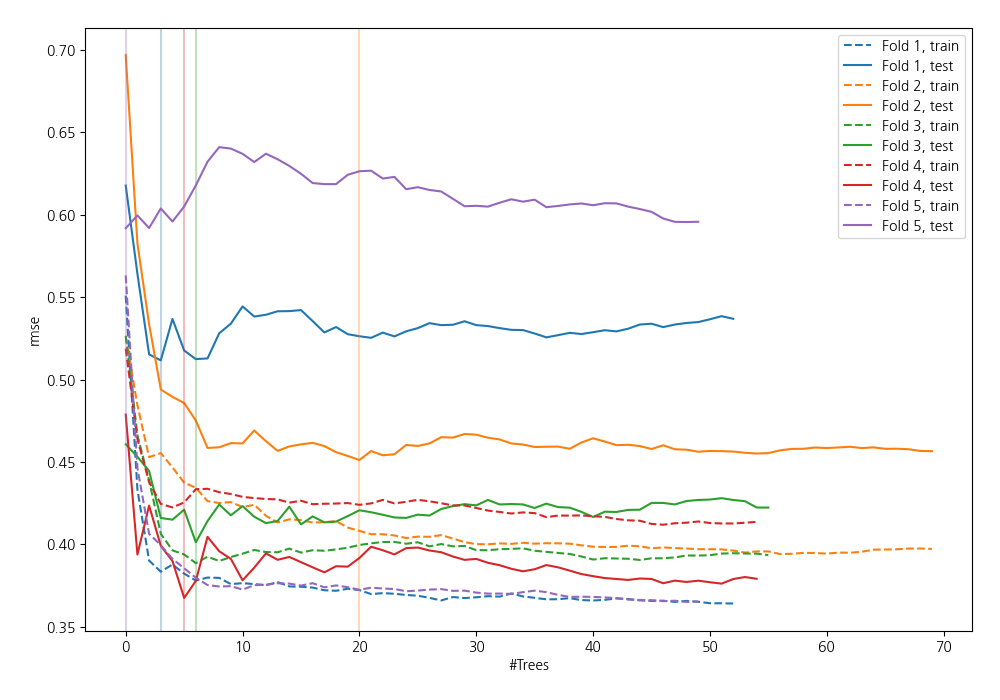 0.70
0.65
0.60
0.55
0.50
0.45
0.40
0.35
rmse
0
10
20
30
40
50
60
70
#Trees
Fold 1, train
Fold 1, test
Fold 2, train
Fold 2, test
Fold 3, train
Fold 3, test
Fold 4, train
Fold 4, test
Fold 5, train
Fold 5, test